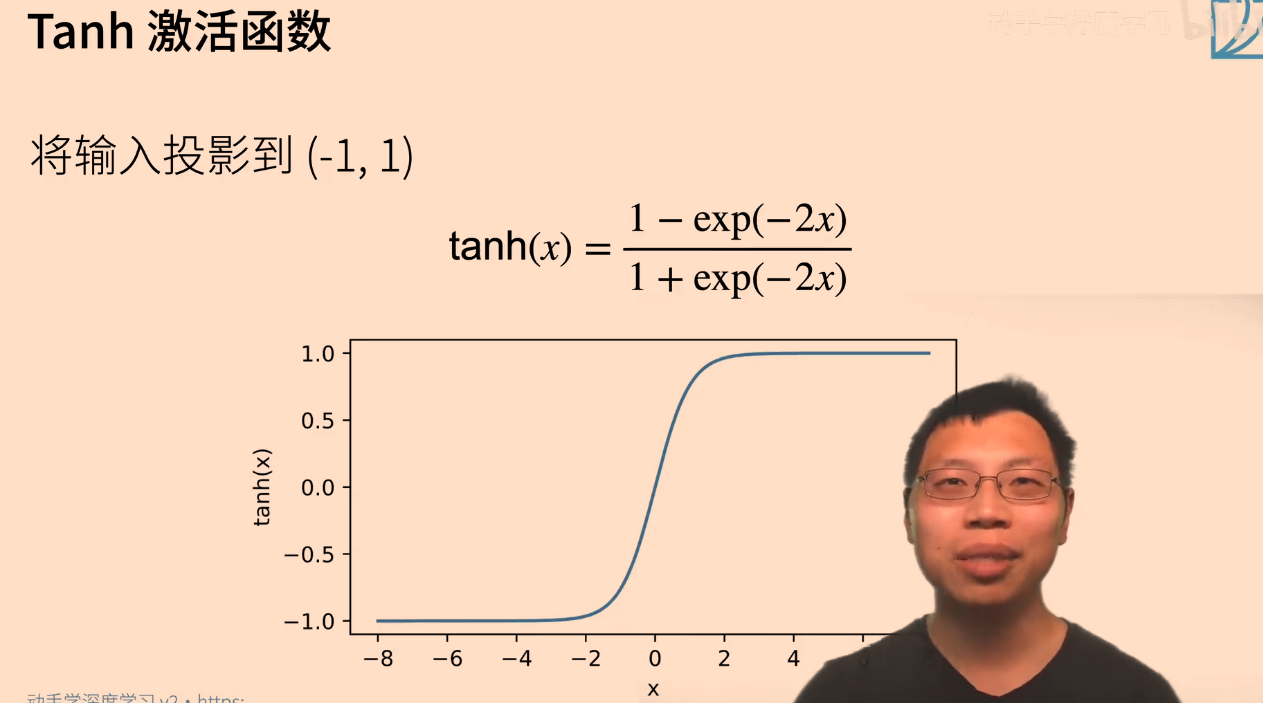 Tanh 激活函数
将输入投影到 (-1, 1)
tanh(x) = \frac{1 − exp(−2x)}{1 + exp(−2x)}
1.0
0.5
0.0
−0.5
−1.0
tanh(x)
−8 −6 −4 −2 0 2 4
x
动手学深度学习 v2 • https: